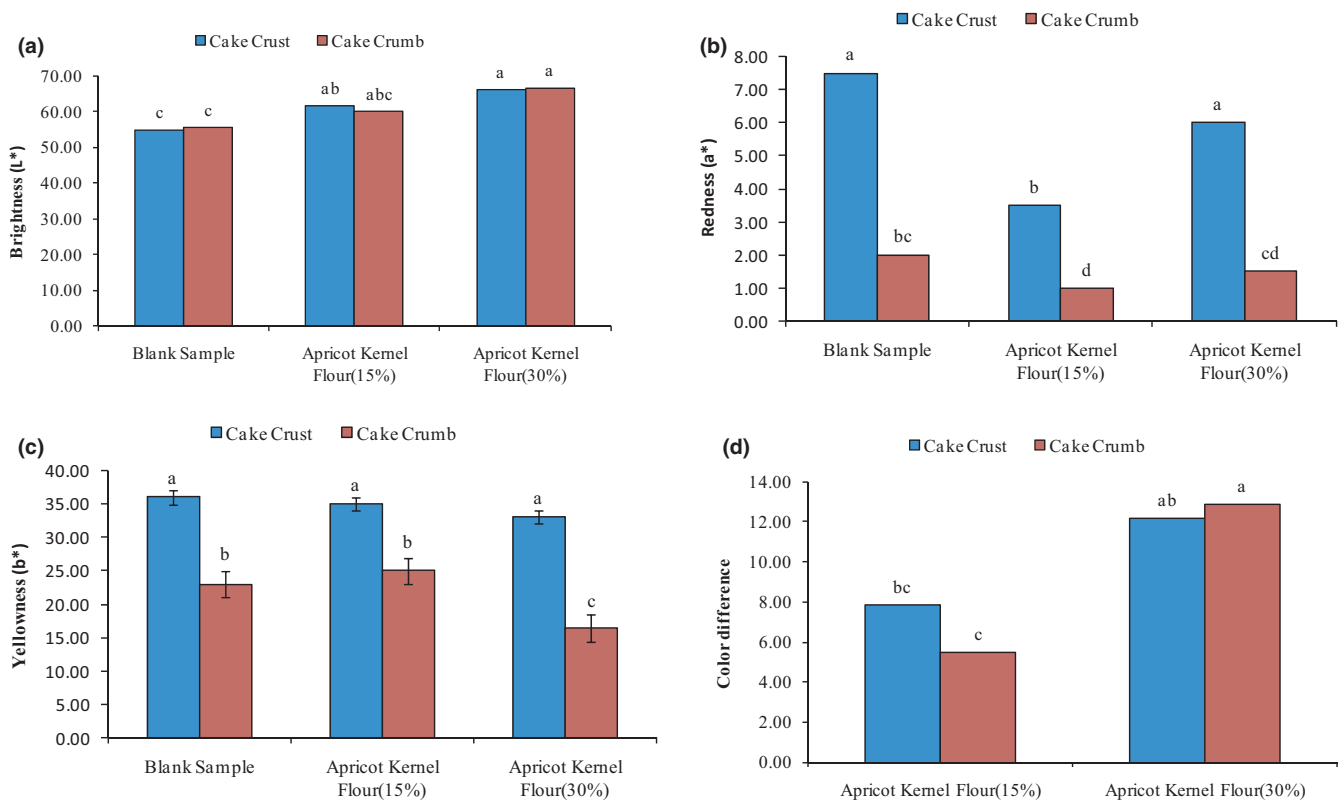 (a)
Cake Crust Cake Crumb
Brightness (L*)
70.00
60.00
50.00
40.00
30.00
20.00
10.00
0.00
c c
ab abc
a a
Blank Sample
Apricot Kernel
Flour(15%)
Apricot Kernel
Flour(30%)
(b)
Cake Crust Cake Crumb
Redness (a*)
8.00
7.00
6.00
5.00
4.00
3.00
2.00
1.00
0.00
a bc
b d
a cd
Blank Sample
Apricot Kernel
Flour(15%)
Apricot Kernel
Flour(30%)
(c)
Cake Crust Cake Crumb
Yellowness (b*)
40.00
35.00
30.00
25.00
20.00
15.00
10.00
5.00
0.00
a b
a b
a c
Blank Sample
Apricot Kernel
Flour(15%)
Apricot Kernel
Flour(30%)
(d)
Cake Crust Cake Crumb
Color difference
14.00
12.00
10.00
8.00
6.00
4.00
2.00
0.00
bc c
ab a
Apricot Kernel Flour(15%)
Apricot Kernel Flour(30%)